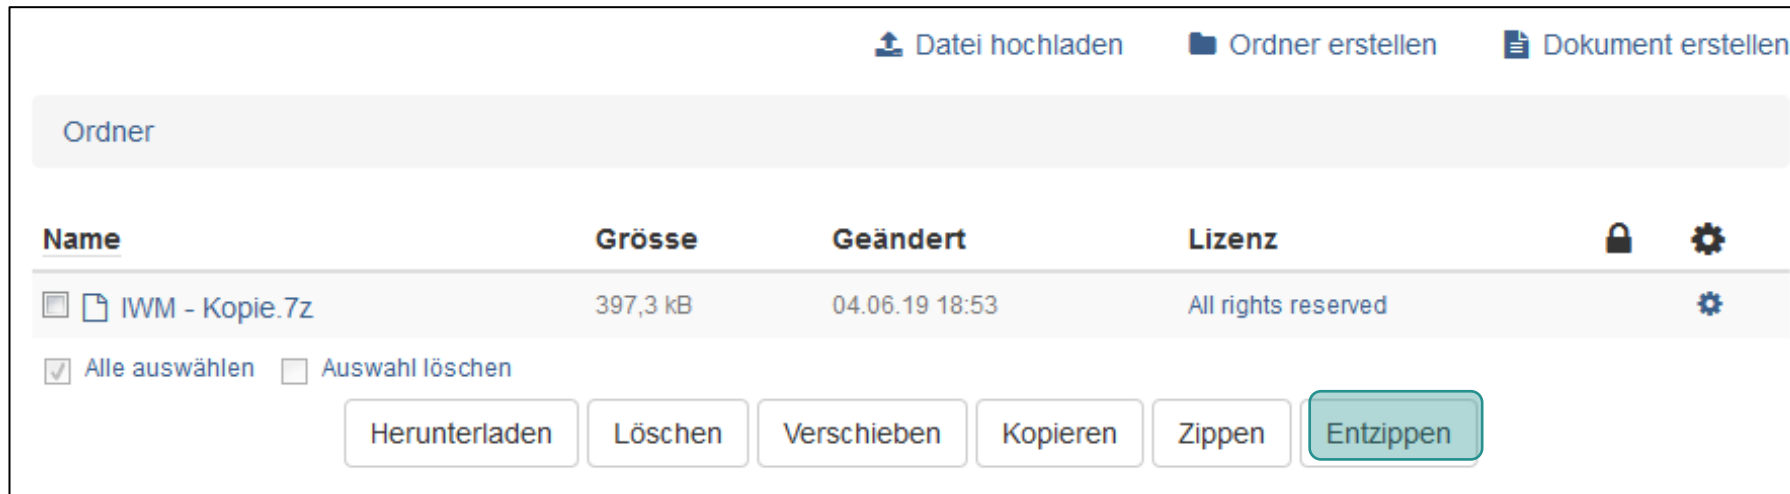 Datei hochladen Ordner erstellen Dokument erstellen
Ordner
Name Grösse Geändert Lizenz
IWM - Kopie.7z 397,3 kB 04.06.19 18:53 All rights reserved
Alle auswählen Auswahl löschen
Herunterladen Löschen Verschieben Kopieren Zippen Entzippen